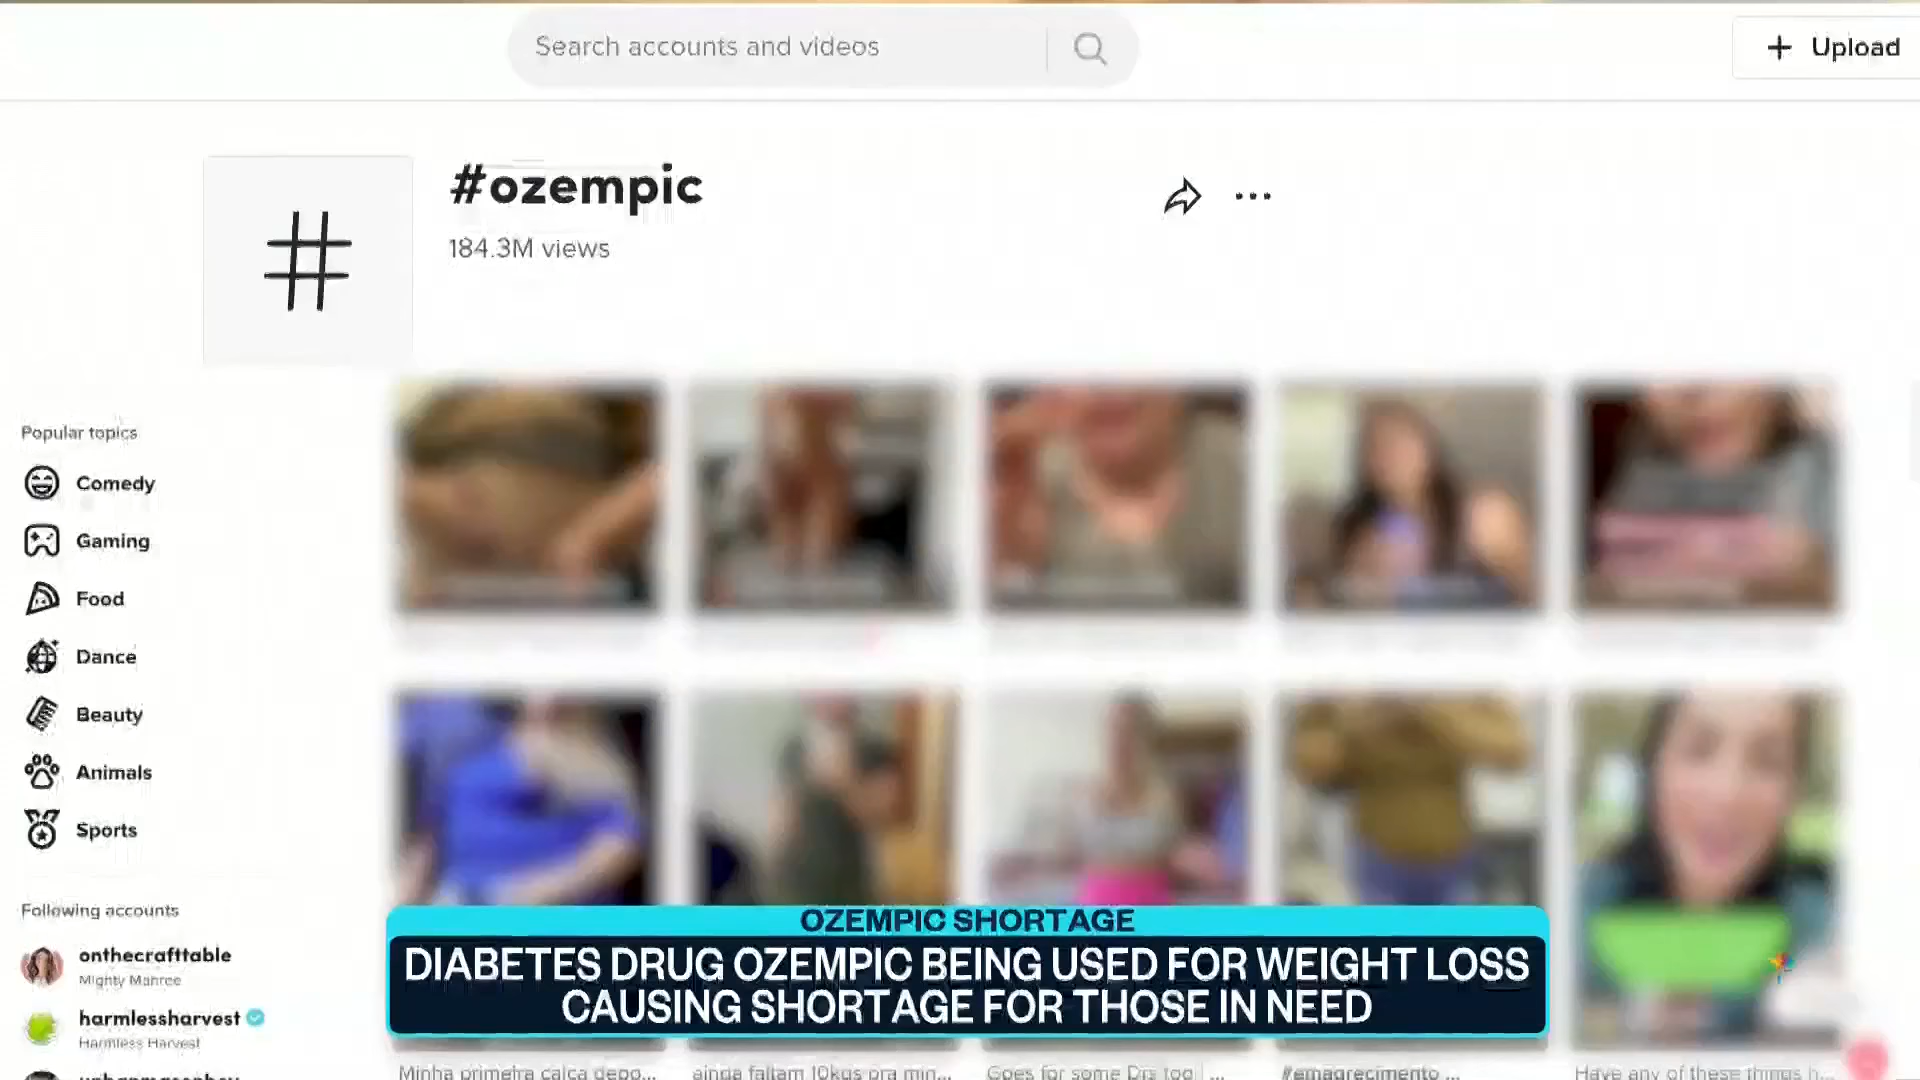 Search accounts and videos
Upload
#ozempic
184.3M views
Popular topics
Comedy
Gaming
Food
Dance
Beauty
Animals
Sports
Following accounts
onthecrafttable
Mighty Mahree
harmlessharvest
Harmless Harvest
OZEMPIC SHORTAGE
DIABETES DRUG OZEMPIC BEING USED FOR WEIGHT LOSS
CAUSING SHORTAGE FOR THOSE IN NEED
Minha primeira calça depo...
ainda faltam 10kgs pra min...
Goes for some Drs too! ...
#emagrecimento ...
Have any of these things h...